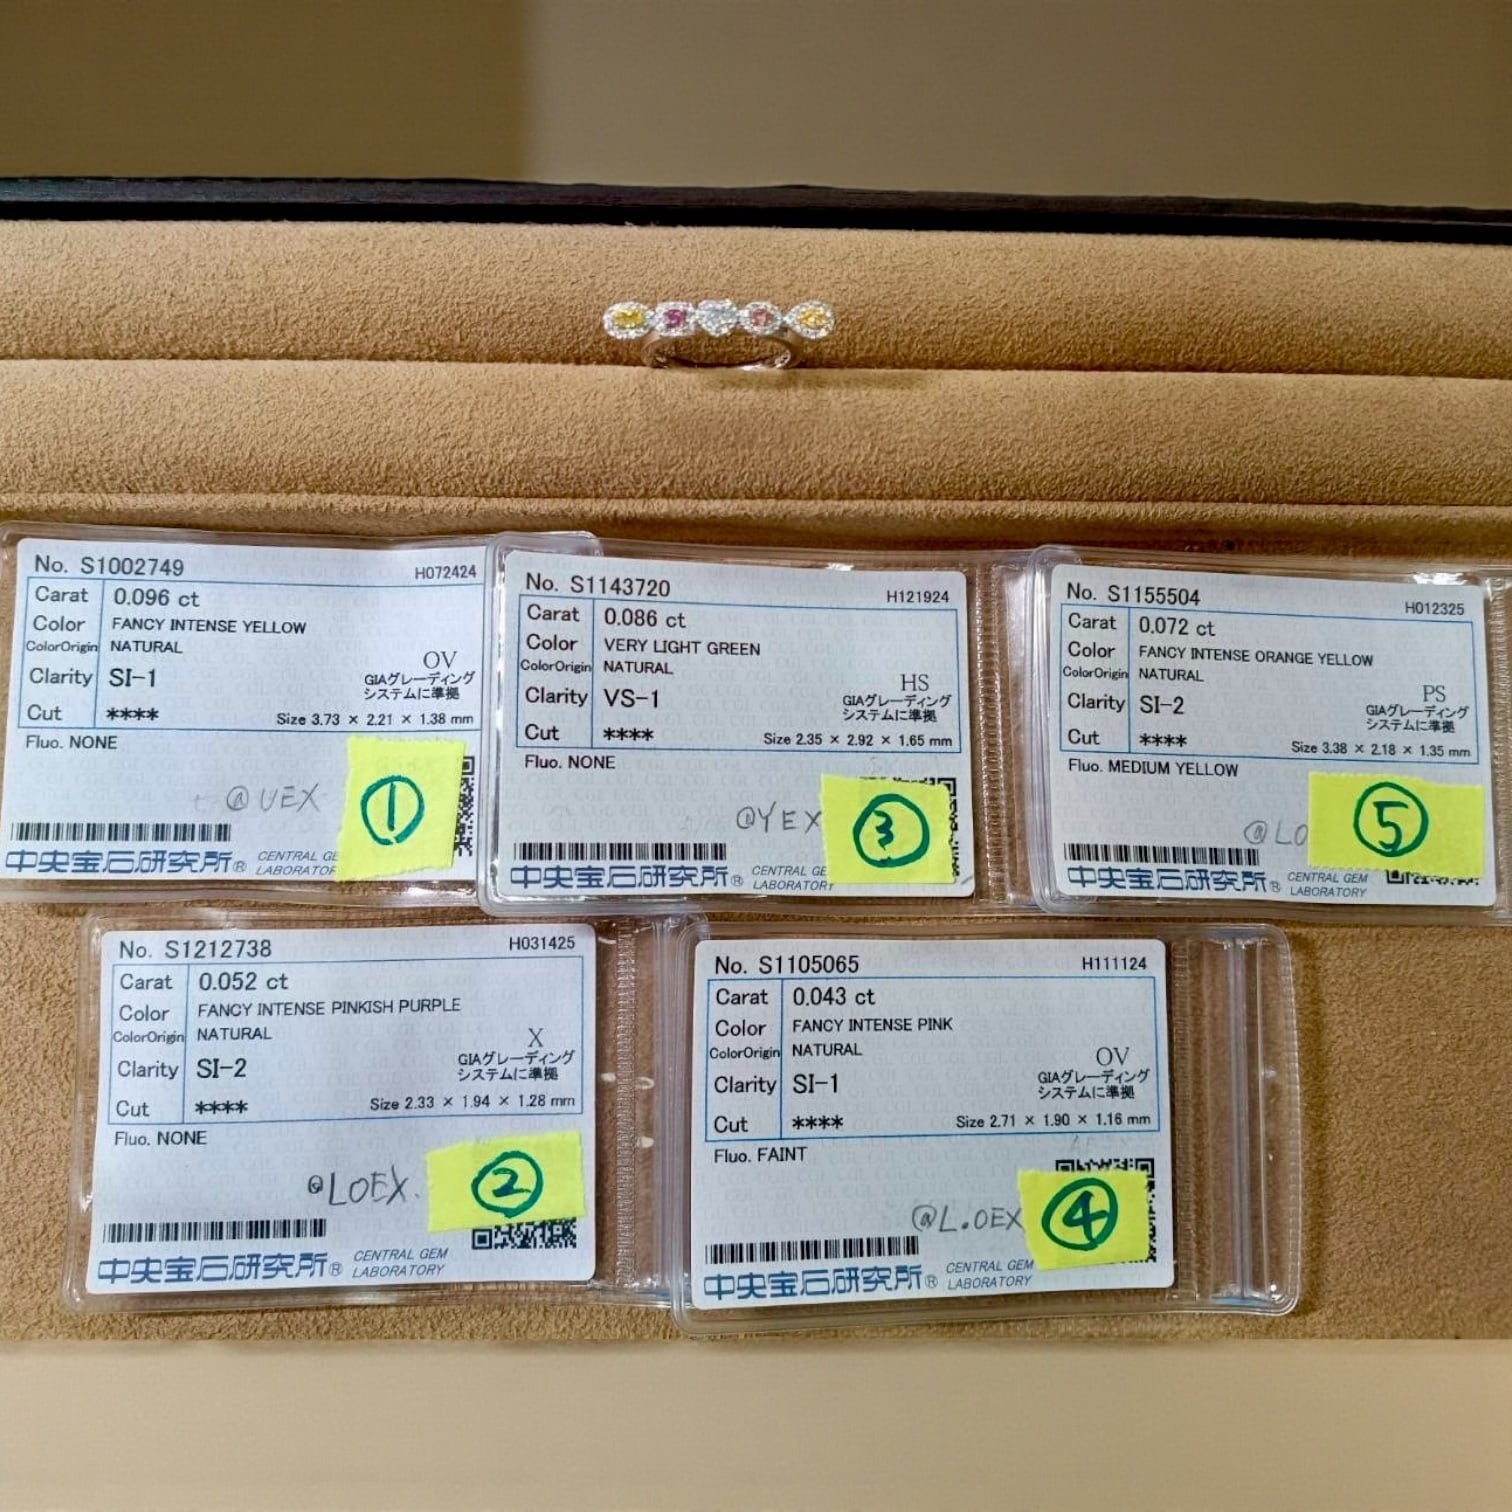 No. S1002749 H072424
Carat 0.096 ct
Color FANCY INTENSE YELLOW
ColorOrigin NATURAL
OV
Clarity SI-1
GIAグレーディング
システムに準拠
Cut **** Size 3.73 × 2.21 × 1.38 mm
Fluo. NONE
@UEX
①
中央宝石研究所® CENTRAL GE
LABORATOR
No. S1143720 H121924
Carat 0.086 ct
Color VERY LIGHT GREEN
ColorOrigin NATURAL
HS
Clarity VS-1
GIAグレーディング
システムに準拠
Cut **** Size 2.35 × 2.92 × 1.65 mm
Fluo. NONE
@YEX
③
中央宝石研究所® CENTRAL GE
LABORATORY
No. S1155504 H012325
Carat 0.072 ct
Color FANCY INTENSE ORANGE YELLOW
ColorOrigin NATURAL
PS
Clarity SI-2
GIAグレーディング
システムに準拠
Cut **** Size 3.38 × 2.18 × 1.35 mm
Fluo. MEDIUM YELLOW
@LO
⑤
中央宝石研究所® CENTRAL GEM
LABORATORY
No. S1212738 H031425
Carat 0.052 ct
Color FANCY INTENSE PINKISH PURPLE
ColorOrigin NATURAL
X
Clarity SI-2
GIAグレーディング
システムに準拠
Cut **** Size 2.33 × 1.94 × 1.28 mm
Fluo. NONE
@LOEX.
②
中央宝石研究所® CENTRAL GEM
LABORATORY
No. S1105065 H111124
Carat 0.043 ct
Color FANCY INTENSE PINK
ColorOrigin NATURAL
OV
Clarity SI-1
GIAグレーディング
システムに準拠
Cut **** Size 2.71 × 1.90 × 1.16 mm
Fluo. FAINT
@L.OEX
④
中央宝石研究所® CENTRAL GEM
LABORATORY